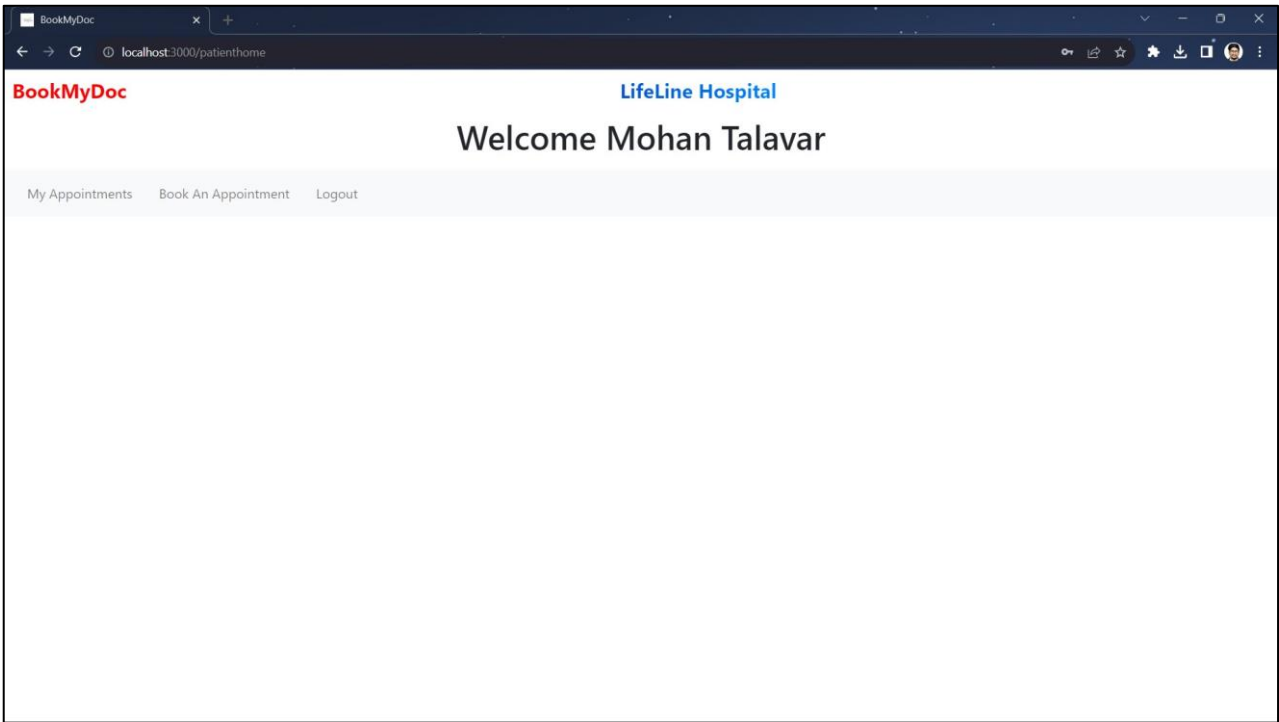 BookMyDoc
localhost:3000/patienthome
BookMyDoc LifeLine Hospital
Welcome Mohan Talavar
My Appointments Book An Appointment Logout